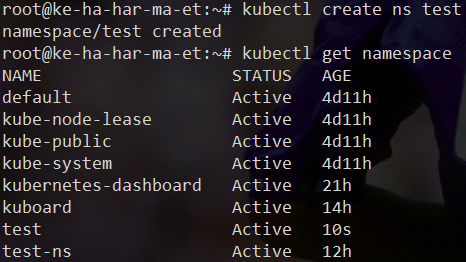 root@ke-ha-har-ma-et:~# kubectl create ns test
namespace/test created
root@ke-ha-har-ma-et:~# kubectl get namespace
NAME STATUS AGE
default Active 4d11h
kube-node-lease Active 4d11h
kube-public Active 4d11h
kube-system Active 4d11h
kubernetes-dashboard Active 21h
kuboard Active 14h
test Active 10s
test-ns Active 12h